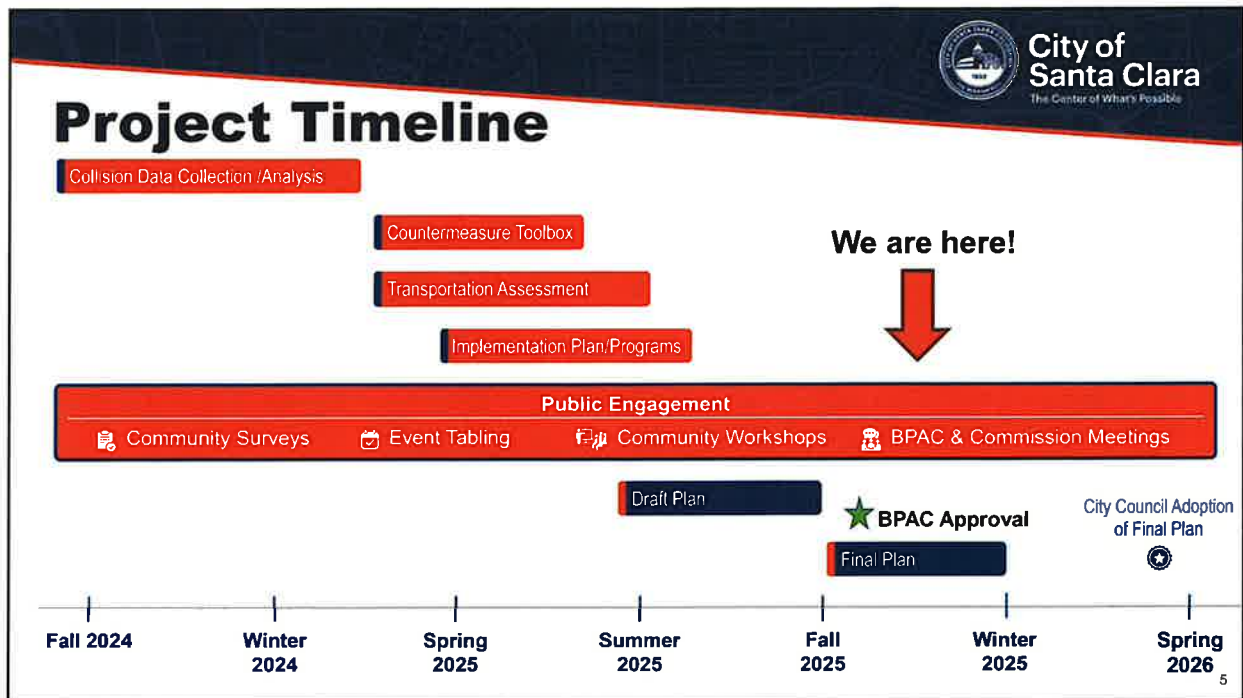 City of
Santa Clara
The Center of What's Possible
Project Timeline
Collision Data Collection /Analysis
Countermeasure Toolbox
We are here!
Transportation Assessment
Implementation Plan/Programs
Public Engagement
Community Surveys
Event Tabling
Community Workshops
BPAC & Commission Meetings
Draft Plan
BPAC Approval
City Council Adoption
of Final Plan
Final Plan
Fall 2024
Winter
2024
Spring
2025
Summer
2025
Fall
2025
Winter
2025
Spring
2026
5